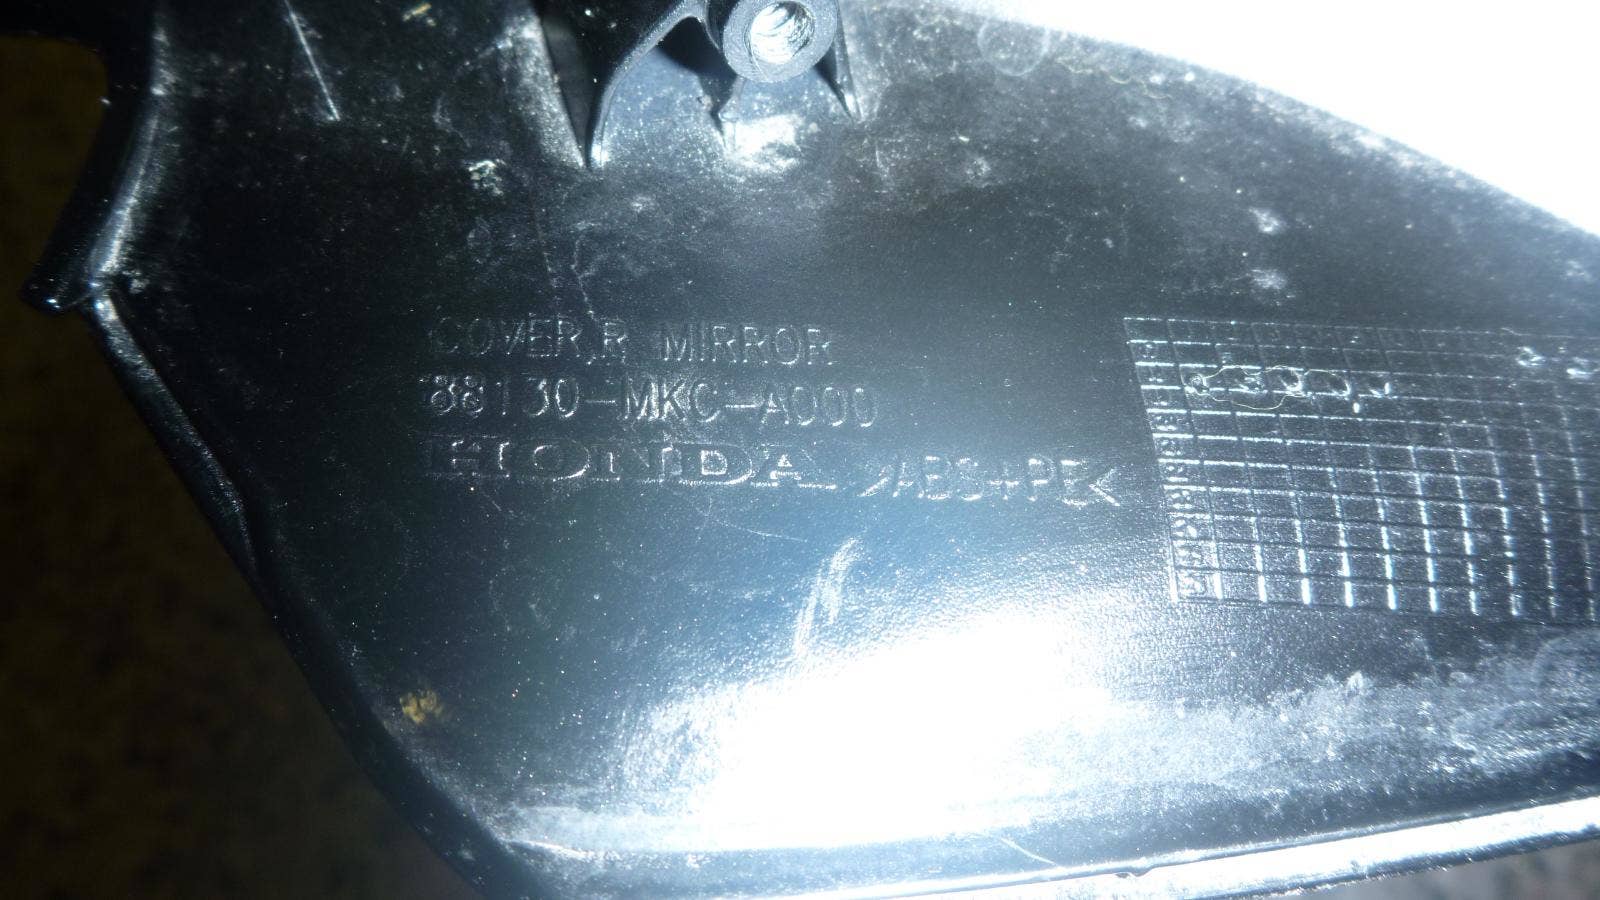 COVER,R MIRROR
88130-MKC-A000
HONDA >ABS+PE<